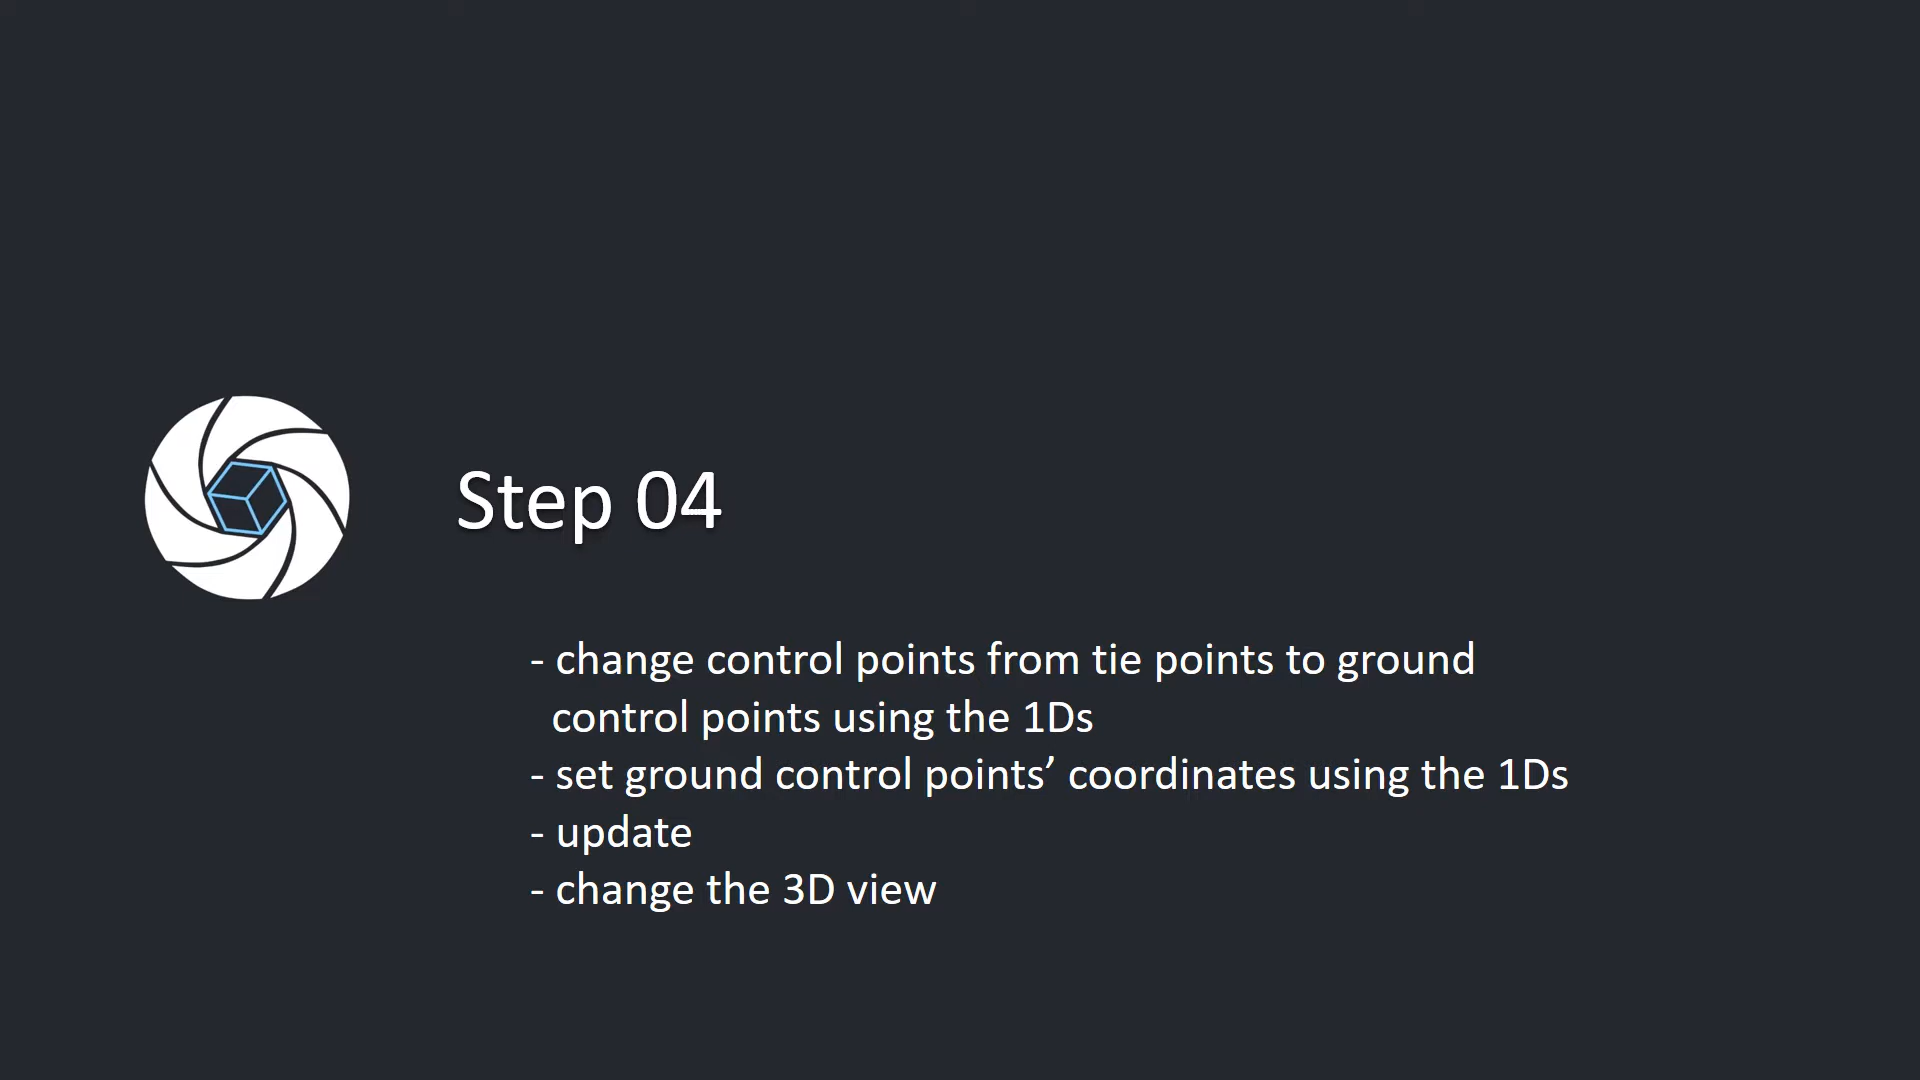 Step 04
- change control points from tie points to ground
control points using the 1Ds
- set ground control points’ coordinates using the 1Ds
- update
- change the 3D view